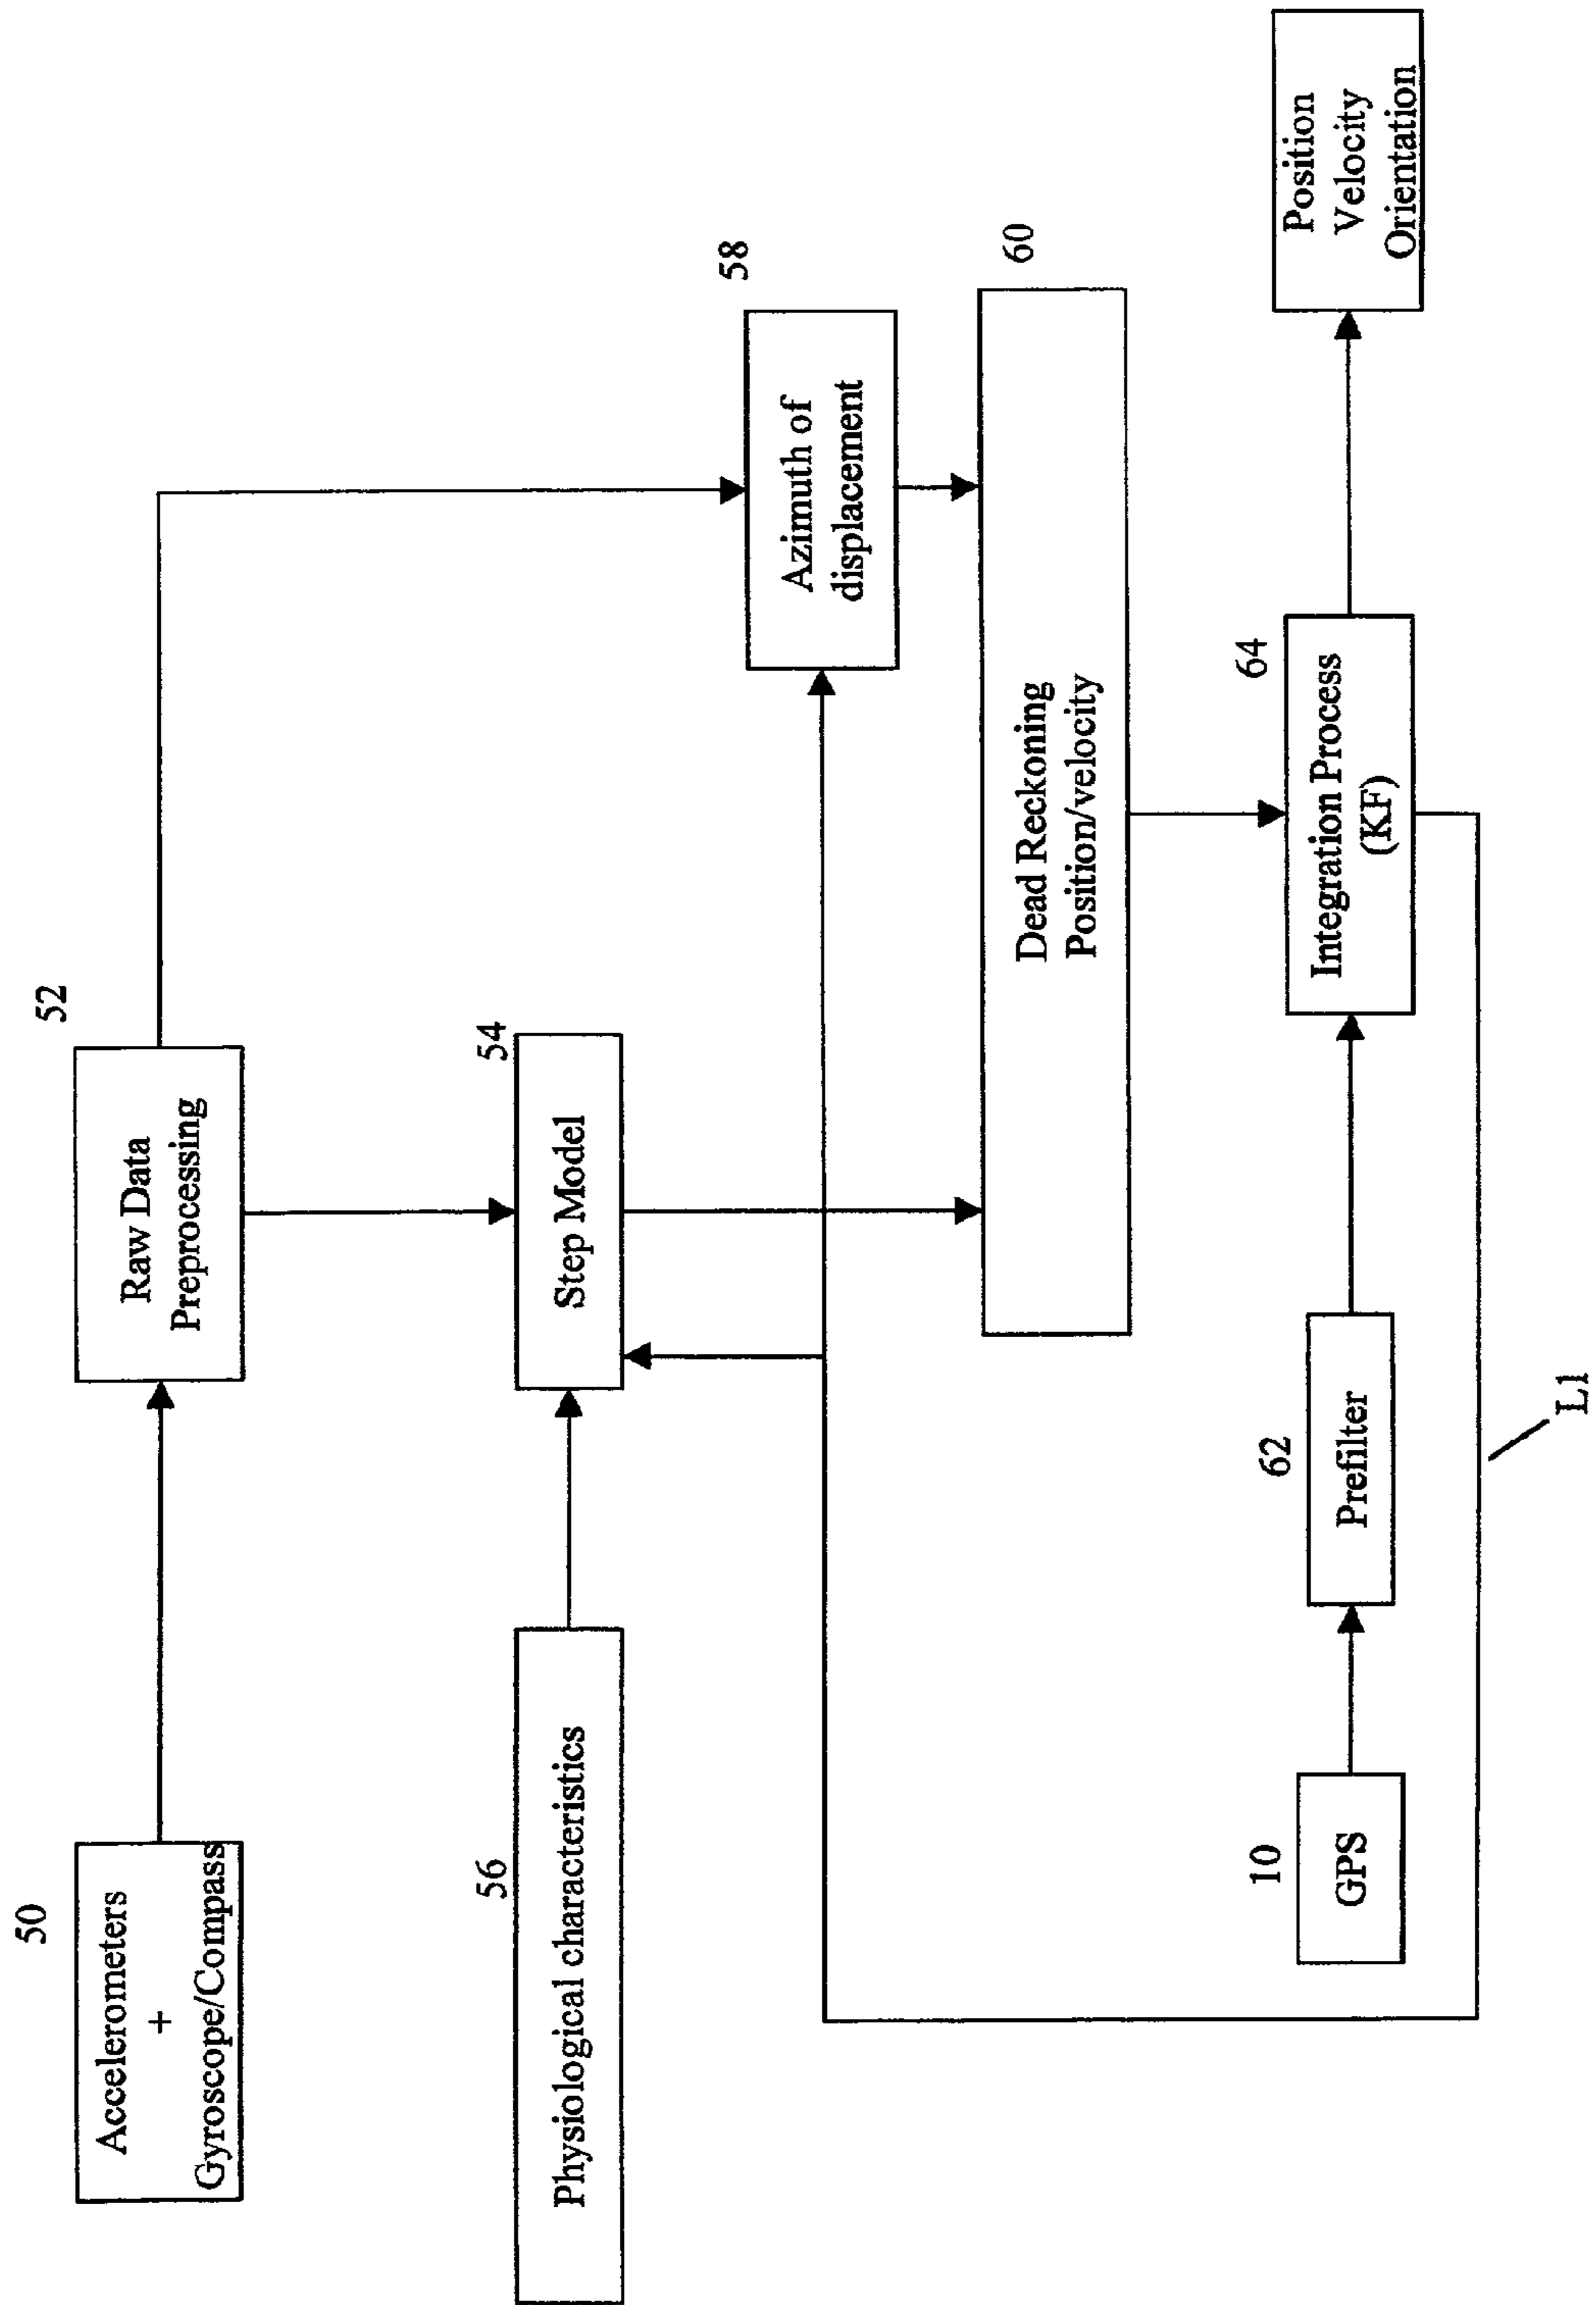 50
Accelerometers
+
Gyroscope/Compass
52
Raw Data
Preprocessing
56
Physiological characteristics
54
Step Model
58
Azimuth of
displacement
60
Dead Reckoning
Position/velocity
10
GPS
62
Prefilter
64
Integration Process
(KF)
Position
Velocity
Orientation
L1